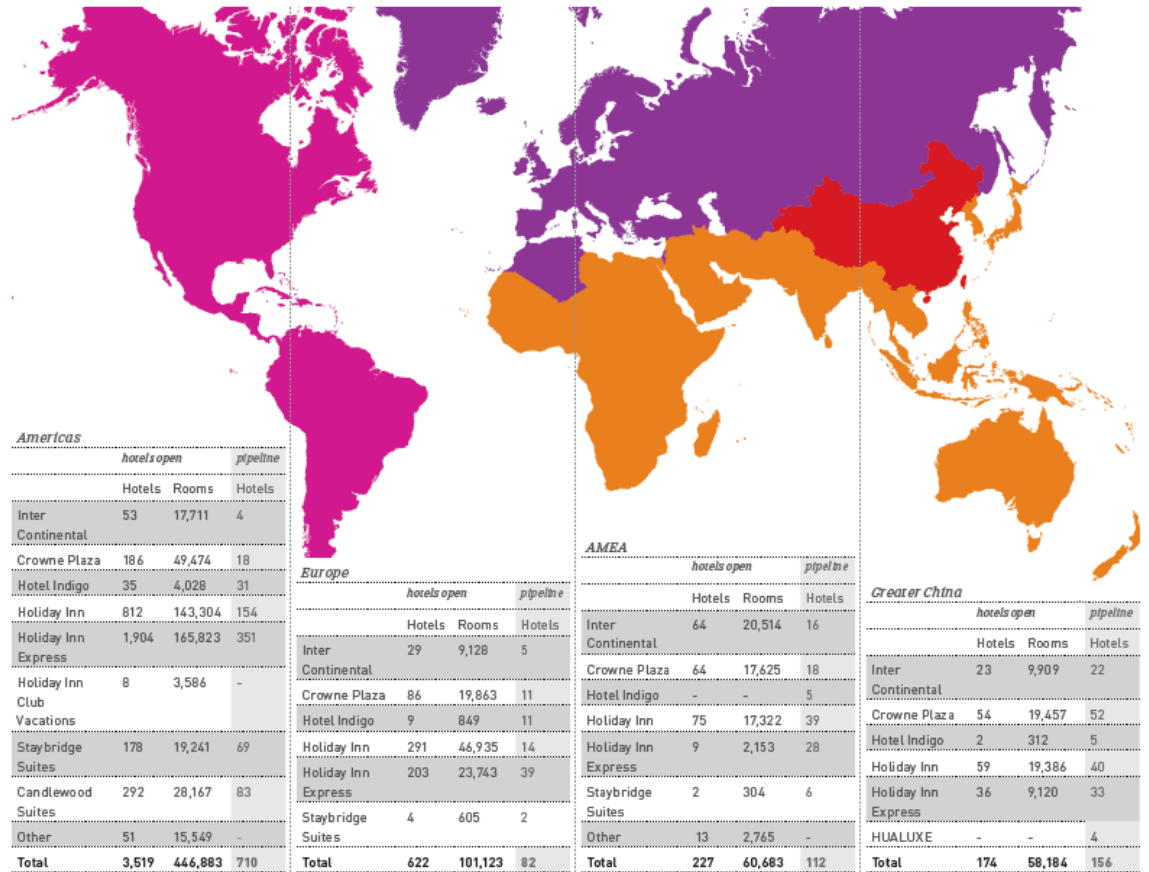 Americas
hotels open pipeline
Hotels Rooms Hotels
Inter 53 17,711 4
Continental
Crowne Plaza 186 49,474 18
Hotel Indigo 35 4,028 31
Holiday Inn 812 143,304 154
Holiday Inn 1,904 165,823 351
Express
Holiday Inn 8 3,586 -
Club
Vacations
Staybridge 178 19,241 69
Suites
Candlewood 292 28,167 83
Suites
Other 51 15,549 -
Total 3,519 446,883 710
Europe
hotels open pipeline
Hotels Rooms Hotels
Inter 29 9,128 5
Continental
Crowne Plaza 86 19,863 11
Hotel Indigo 9 849 11
Holiday Inn 291 46,935 14
Holiday Inn 203 23,743 39
Express
Staybridge 4 605 2
Suites
Total 622 101,123 82
AMEA
hotels open pipeline
Hotels Rooms Hotels
Inter 64 20,514 16
Continental
Crowne Plaza 64 17,625 18
Hotel Indigo - - 5
Holiday Inn 75 17,322 39
Holiday Inn 9 2,153 28
Express
Staybridge 2 304 6
Suites
Other 13 2,765 -
Total 227 60,683 112
Greater China
hotels open pipeline
Hotels Rooms Hotels
Inter 23 9,909 22
Continental
Crowne Plaza 54 19,457 52
Hotel Indigo 2 312 5
Holiday Inn 59 19,386 40
Holiday Inn 36 9,120 33
Express
HUALUXE - - 4
Total 174 58,184 156